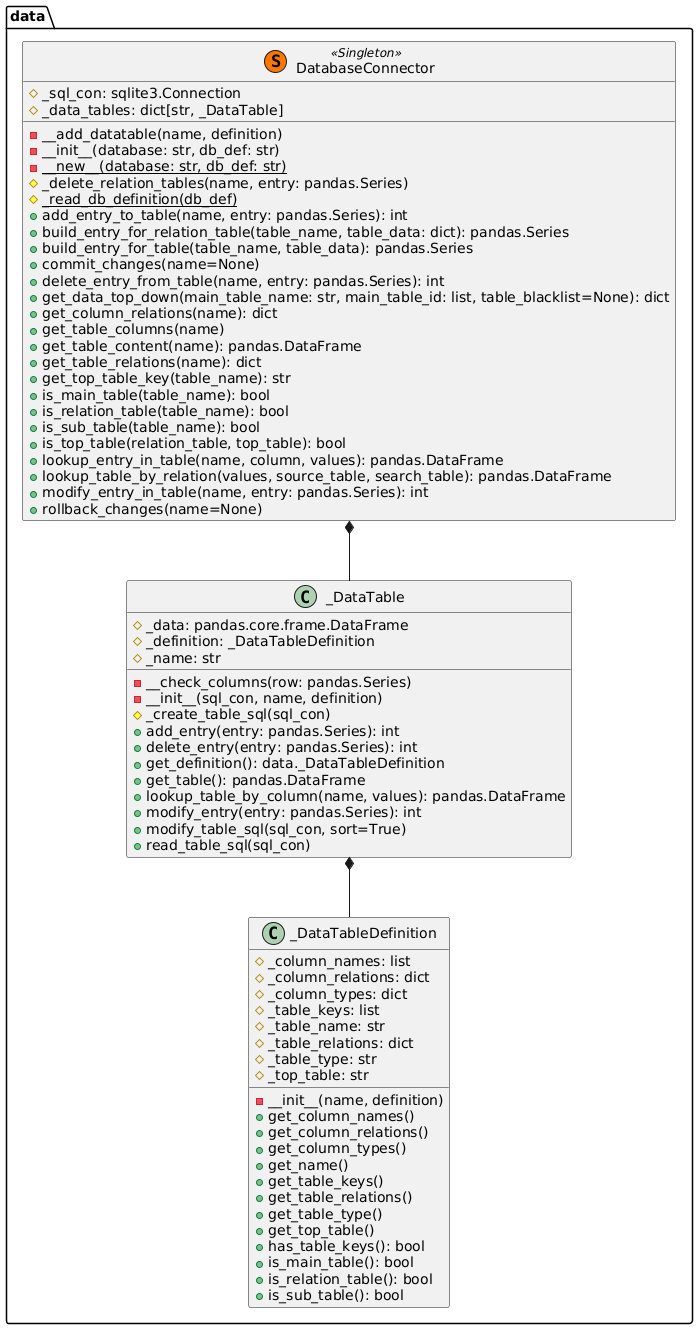 data
S
«Singleton»
DatabaseConnector
_sql_con: sqlite3.Connection
_data_tables: dict[str, _DataTable]
__add_datatable(name, definition)
__init__(database: str, db_def: str)
__new__(database: str, db_def: str)
_delete_relation_tables(name, entry: pandas.Series)
_read_db_definition(db_def)
add_entry_to_table(name, entry: pandas.Series): int
build_entry_for_relation_table(table_name, table_data: dict): pandas.Series
build_entry_for_table(table_name, table_data): pandas.Series
commit_changes(name=None)
delete_entry_from_table(name, entry: pandas.Series): int
get_data_top_down(main_table_name: str, main_table_id: list, table_blacklist=None): dict
get_column_relations(name): dict
get_table_columns(name)
get_table_content(name): pandas.DataFrame
get_table_relations(name): dict
get_top_table_key(table_name): str
is_main_table(table_name): bool
is_relation_table(table_name): bool
is_sub_table(table_name): bool
is_top_table(relation_table, top_table): bool
lookup_entry_in_table(name, column, values): pandas.DataFrame
lookup_table_by_relation(values, source_table, search_table): pandas.DataFrame
modify_entry_in_table(name, entry: pandas.Series): int
rollback_changes(name=None)
C
_DataTable
_data: pandas.core.frame.DataFrame
_definition: _DataTableDefinition
_name: str
__check_columns(row: pandas.Series)
__init__(sql_con, name, definition)
_create_table_sql(sql_con)
add_entry(entry: pandas.Series): int
delete_entry(entry: pandas.Series): int
get_definition(): data._DataTableDefinition
get_table(): pandas.DataFrame
lookup_table_by_column(name, values): pandas.DataFrame
modify_entry(entry: pandas.Series): int
modify_table_sql(sql_con, sort=True)
read_table_sql(sql_con)
C
_DataTableDefinition
_column_names: list
_column_relations: dict
_column_types: dict
_table_keys: list
_table_name: str
_table_relations: dict
_table_type: str
_top_table: str
__init__(name, definition)
get_column_names()
get_column_relations()
get_column_types()
get_name()
get_table_keys()
get_table_relations()
get_table_type()
get_top_table()
has_table_keys(): bool
is_main_table(): bool
is_relation_table(): bool
is_sub_table(): bool